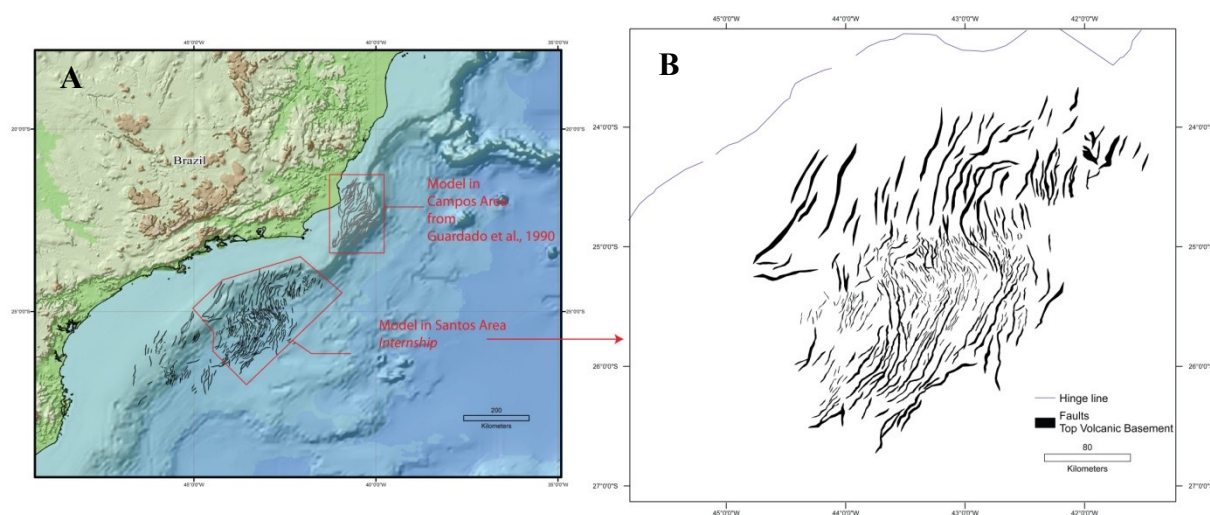 A
45°0'0"W
40°0'0"W
35°0'0"W
20°0'0"S
20°0'0"S
25°0'0"S
25°0'0"S
Brazil
Model in
Campos Area
from
Guardado et al., 1990
Model in Santos Area
Internship
200
Kilometers
45°0'0"W
40°0'0"W
B
45°0'0"W
44°0'0"W
43°0'0"W
42°0'0"W
24°0'0"S
24°0'0"S
25°0'0"S
25°0'0"S
26°0'0"S
26°0'0"S
27°0'0"S
27°0'0"S
Hinge line
Faults
Top Volcanic Basement
80
Kilometers
45°0'0"W
44°0'0"W
43°0'0"W
42°0'0"W